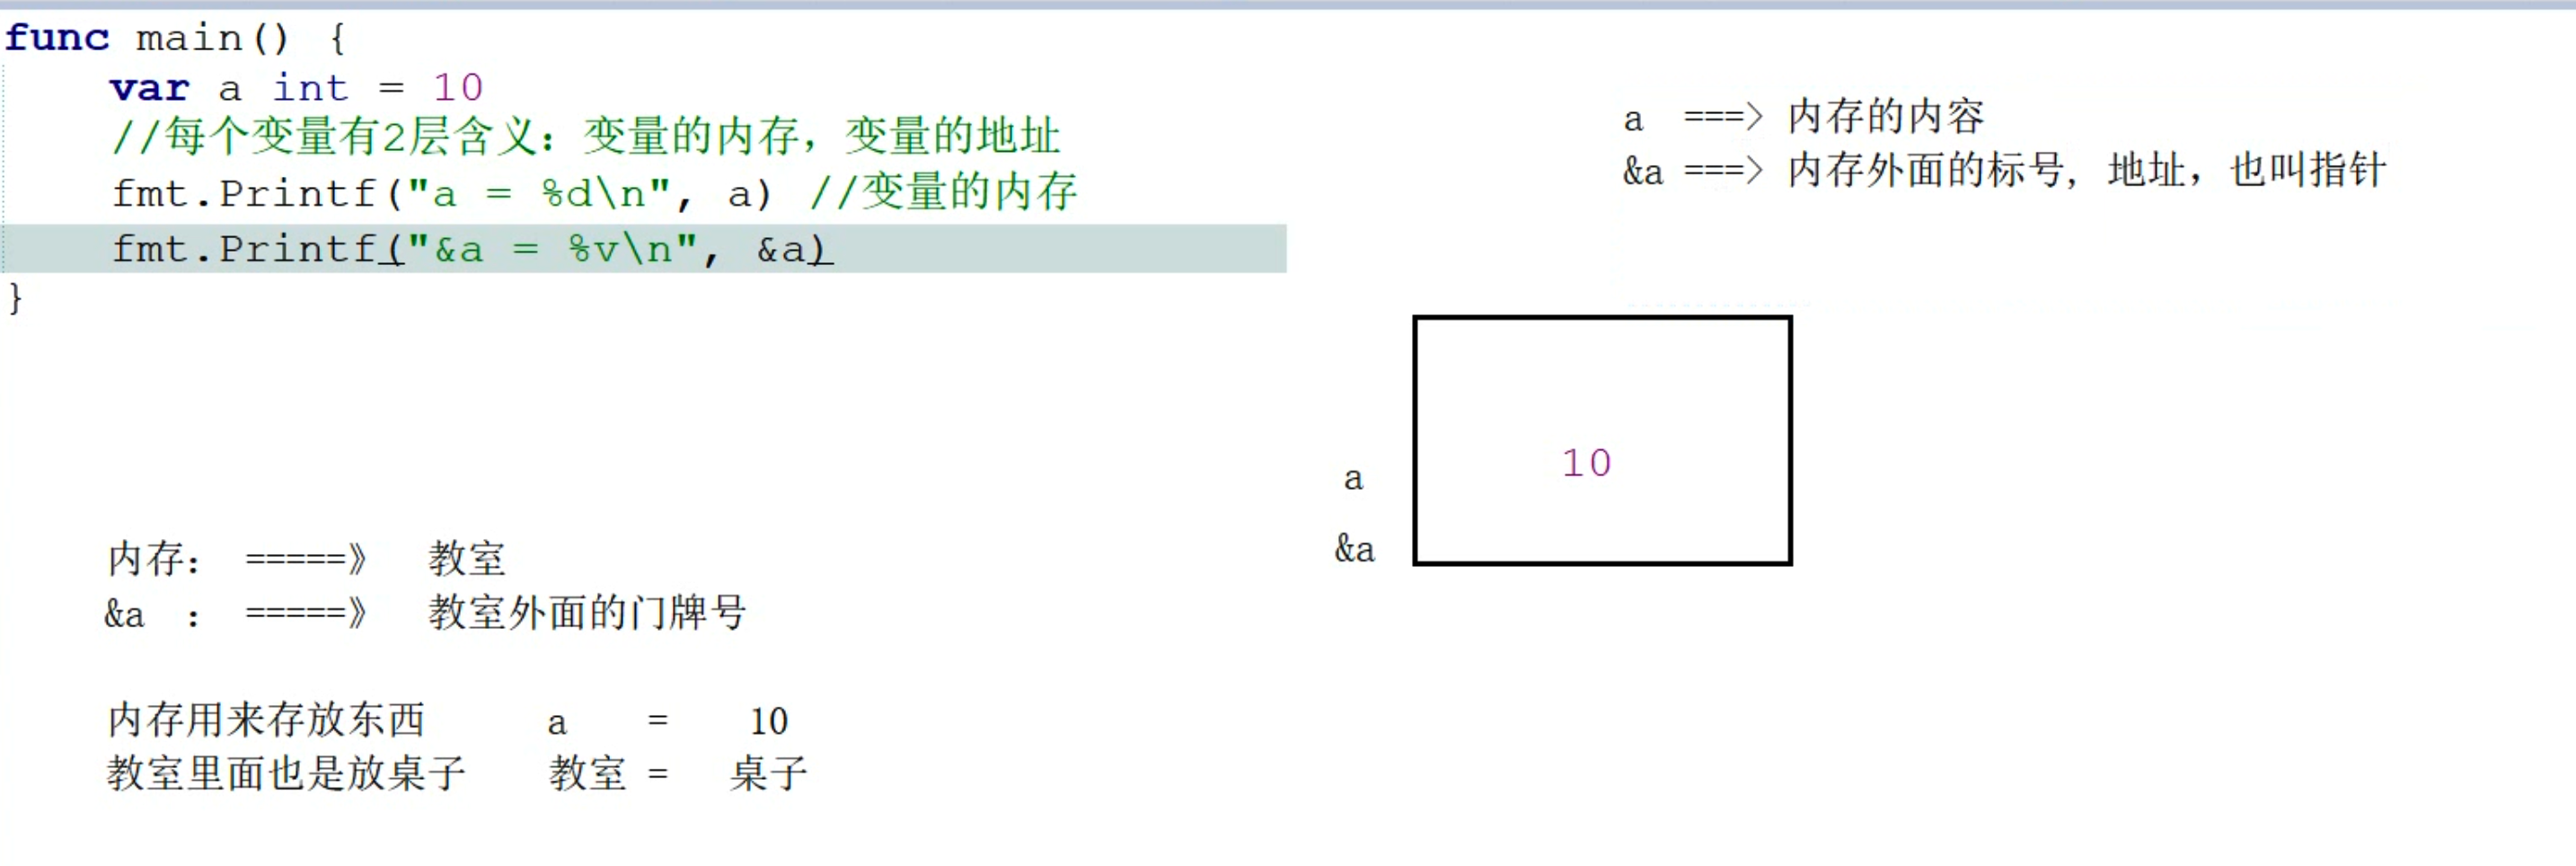 func main() {
var a int = 10
//每个变量有2层含义：变量的内存，变量的地址
fmt.Printf("a = %d\n", a) //变量的内存
fmt.Printf("&a = %v\n", &a)
}
a ===> 内存的内容
&a ===> 内存外面的标号，地址，也叫指针
10
a
&a
内存： =====》 教室
&a ： =====》 教室外面的门牌号
内存用来存放东西 a = 10
教室里面也是放桌子 教室 = 桌子